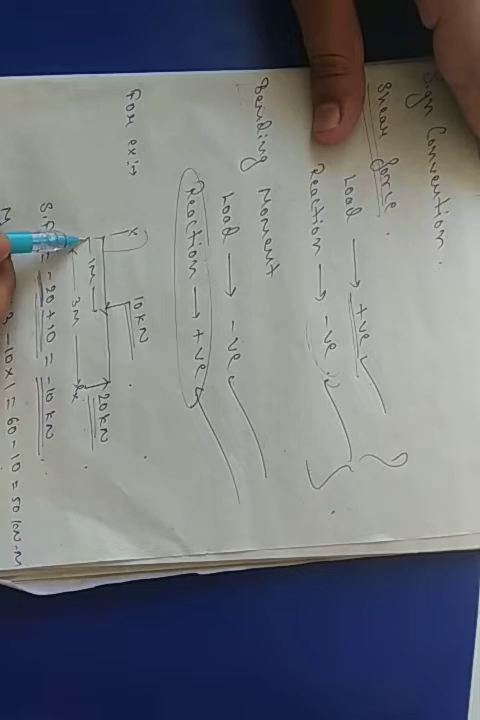 Sign Convention.
Shear force.
Load → +ve
Reaction → -ve
Bending Moment
Load → -ve
Reaction → +ve
For ex:-
10 kN
20 kN
x
1M
3M
x
S.F. = -20+10 = -10 kN
M 3 -10×1 = 60-10 = 50 kN-M